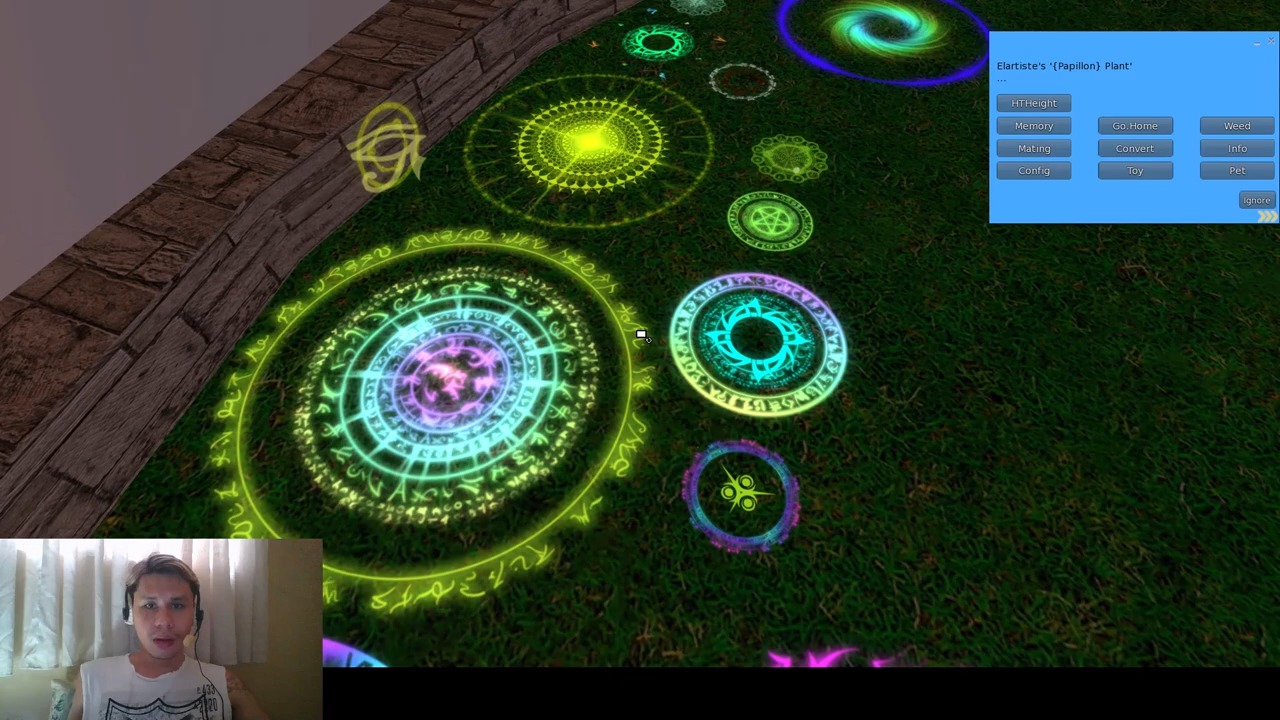 Elartiste's '{Papillon} Plant'
...
HTHeight
Memory Go.Home Weed
Mating Convert Info
Config Toy Pet
Ignore
>>>